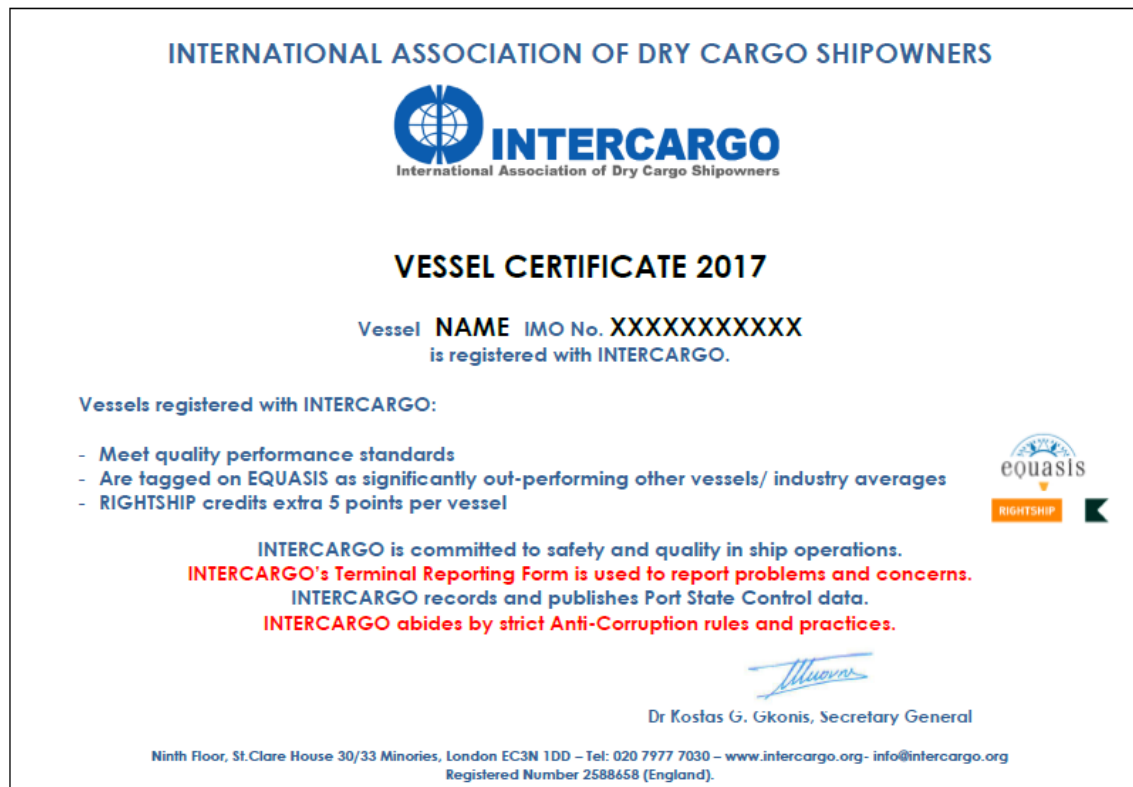 INTERNATIONAL ASSOCIATION OF DRY CARGO SHIPOWNERS
INTERCARGO
International Association of Dry Cargo Shipowners
VESSEL CERTIFICATE 2017
Vessel NAME IMO No. XXXXXXXXXXX
is registered with INTERCARGO.
Vessels registered with INTERCARGO:
- Meet quality performance standards
- Are tagged on EQUASIS as significantly out-performing other vessels/ industry averages
- RIGHTSHIP credits extra 5 points per vessel
equasis
RIGHTSHIP
INTERCARGO is committed to safety and quality in ship operations.
INTERCARGO's Terminal Reporting Form is used to report problems and concerns.
INTERCARGO records and publishes Port State Control data.
INTERCARGO abides by strict Anti-Corruption rules and practices.
Dr Kostas G. Gkonis, Secretary General
Ninth Floor, St.Clare House 30/33 Minories, London EC3N 1DD – Tel: 020 7977 7030 – www.intercargo.org- info@intercargo.org
Registered Number 2588658 (England).